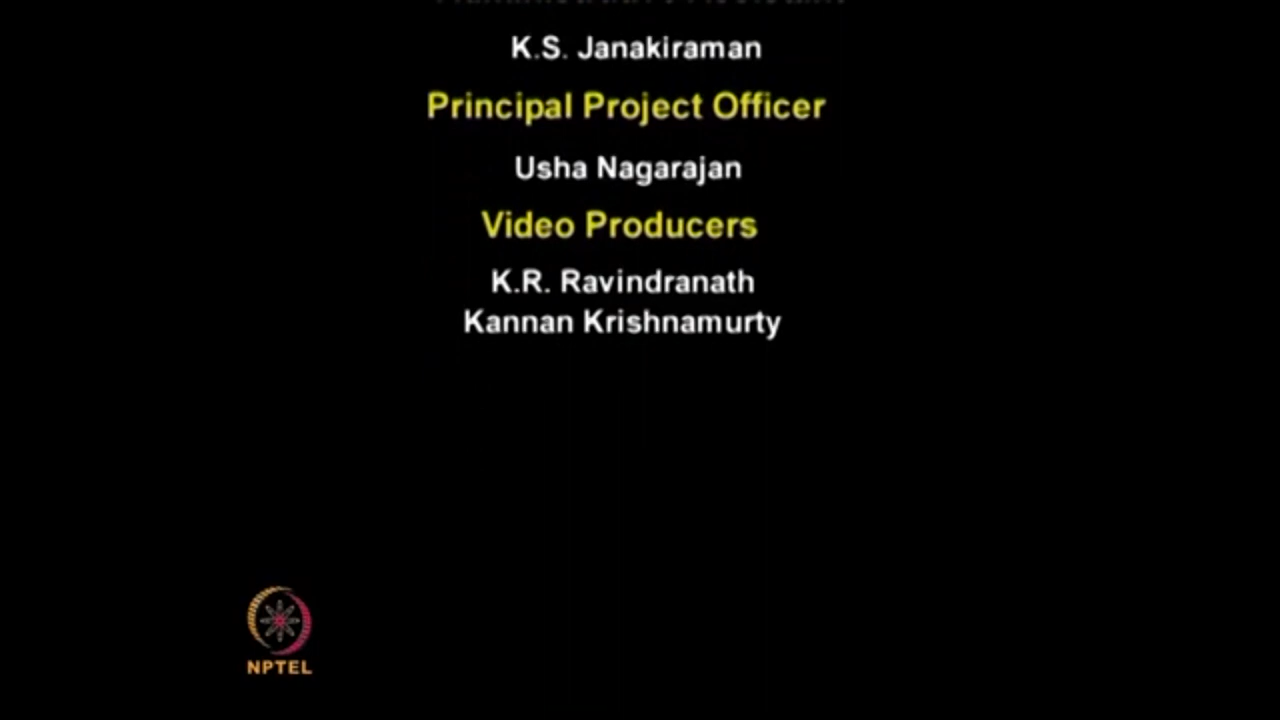 K.S. Janakiraman
Principal Project Officer
Usha Nagarajan
Video Producers
K.R. Ravindranath
Kannan Krishnamurty
NPTEL